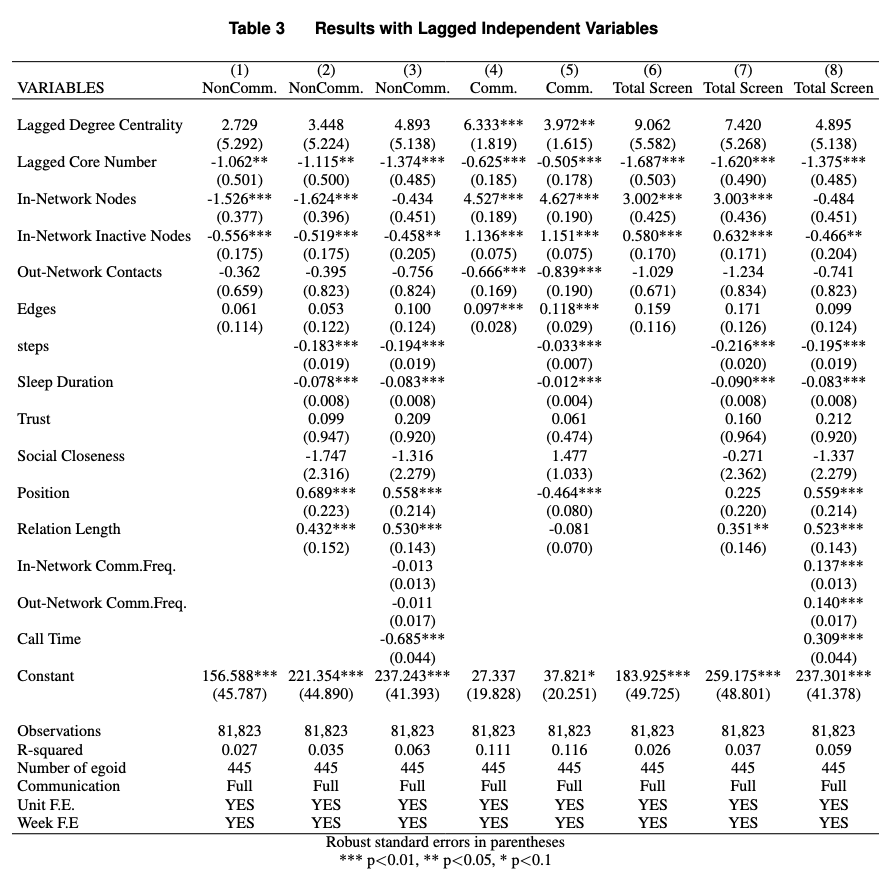 Table 3 Results with Lagged Independent Variables
(1) (2) (3) (4) (5) (6) (7) (8)
VARIABLES NonComm. NonComm. NonComm. Comm. Comm. Total Screen Total Screen Total Screen
Lagged Degree Centrality 2.729 3.448 4.893 6.333*** 3.972** 9.062 7.420 4.895
(5.292) (5.224) (5.138) (1.819) (1.615) (5.582) (5.268) (5.138)
Lagged Core Number -1.062** -1.115** -1.374*** -0.625*** -0.505*** -1.687*** -1.620*** -1.375***
(0.501) (0.500) (0.485) (0.185) (0.178) (0.503) (0.490) (0.485)
In-Network Nodes -1.526*** -1.624*** -0.434 4.527*** 4.627*** 3.002*** 3.003*** -0.484
(0.377) (0.396) (0.451) (0.189) (0.190) (0.425) (0.436) (0.451)
In-Network Inactive Nodes -0.556*** -0.519*** -0.458** 1.136*** 1.151*** 0.580*** 0.632*** -0.466**
(0.175) (0.175) (0.205) (0.075) (0.075) (0.170) (0.171) (0.204)
Out-Network Contacts -0.362 -0.395 -0.756 -0.666*** -0.839*** -1.029 -1.234 -0.741
(0.659) (0.823) (0.824) (0.169) (0.190) (0.671) (0.834) (0.823)
Edges 0.061 0.053 0.100 0.097*** 0.118*** 0.159 0.171 0.099
(0.114) (0.122) (0.124) (0.028) (0.029) (0.116) (0.126) (0.124)
steps -0.183*** -0.194*** -0.033*** -0.216*** -0.195***
(0.019) (0.019) (0.007) (0.020) (0.019)
Sleep Duration -0.078*** -0.083*** -0.012*** -0.090*** -0.083***
(0.008) (0.008) (0.004) (0.008) (0.008)
Trust 0.099 0.209 0.061 0.160 0.212
(0.947) (0.920) (0.474) (0.964) (0.920)
Social Closeness -1.747 -1.316 1.477 -0.271 -1.337
(2.316) (2.279) (1.033) (2.362) (2.279)
Position 0.689*** 0.558*** -0.464*** 0.225 0.559***
(0.223) (0.214) (0.080) (0.220) (0.214)
Relation Length 0.432*** 0.530*** -0.081 0.351** 0.523***
(0.152) (0.143) (0.070) (0.146) (0.143)
In-Network Comm.Freq. -0.013 0.137***
(0.013) (0.013)
Out-Network Comm.Freq. -0.011 0.140***
(0.017) (0.017)
Call Time -0.685*** 0.309***
(0.044) (0.044)
Constant 156.588*** 221.354*** 237.243*** 27.337 37.821* 183.925*** 259.175*** 237.301***
(45.787) (44.890) (41.393) (19.828) (20.251) (49.725) (48.801) (41.378)
Observations 81,823 81,823 81,823 81,823 81,823 81,823 81,823 81,823
R-squared 0.027 0.035 0.063 0.111 0.116 0.026 0.037 0.059
Number of egoid 445 445 445 445 445 445 445 445
Communication Full Full Full Full Full Full Full Full
Unit F.E. YES YES YES YES YES YES YES YES
Week F.E YES YES YES YES YES YES YES YES
Robust standard errors in parentheses
*** p<0.01, ** p<0.05, * p<0.1